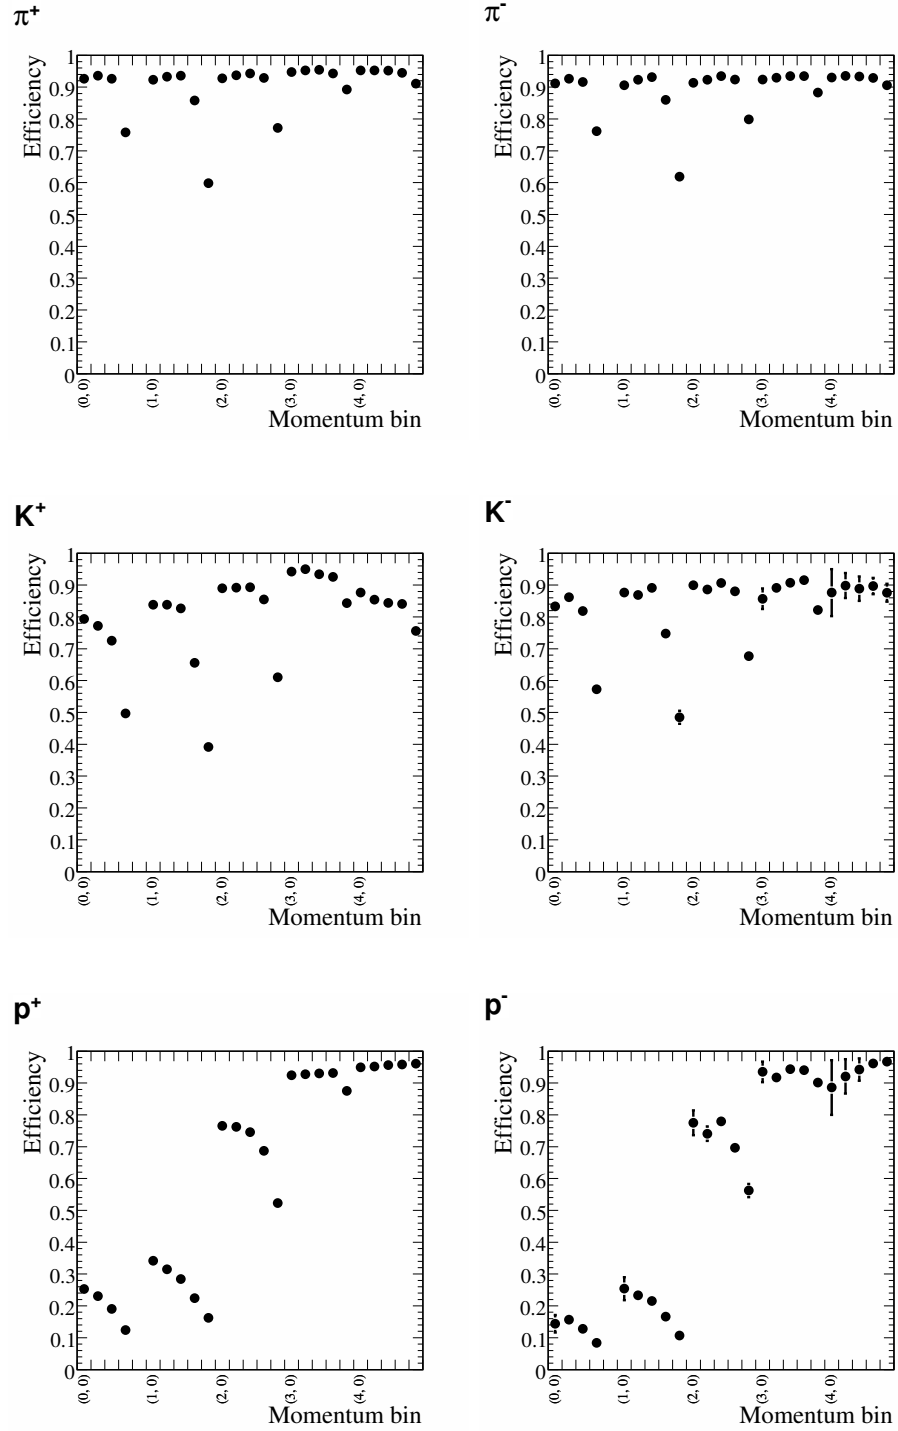 π+ π-
Efficiency Efficiency
1 1
0.9 0.9
0.8 0.8
0.7 0.7
0.6 0.6
0.5 0.5
0.4 0.4
0.3 0.3
0.2 0.2
0.1 0.1
0 0
(0, 0) (1, 0) (2, 0) (3, 0) (4, 0) (0, 0) (1, 0) (2, 0) (3, 0) (4, 0)
Momentum bin Momentum bin
K+ K-
Efficiency Efficiency
1 1
0.9 0.9
0.8 0.8
0.7 0.7
0.6 0.6
0.5 0.5
0.4 0.4
0.3 0.3
0.2 0.2
0.1 0.1
0 0
(0, 0) (1, 0) (2, 0) (3, 0) (4, 0) (0, 0) (1, 0) (2, 0) (3, 0) (4, 0)
Momentum bin Momentum bin
p+ p-
Efficiency Efficiency
1 1
0.9 0.9
0.8 0.8
0.7 0.7
0.6 0.6
0.5 0.5
0.4 0.4
0.3 0.3
0.2 0.2
0.1 0.1
0 0
(0, 0) (1, 0) (2, 0) (3, 0) (4, 0) (0, 0) (1, 0) (2, 0) (3, 0) (4, 0)
Momentum bin Momentum bin